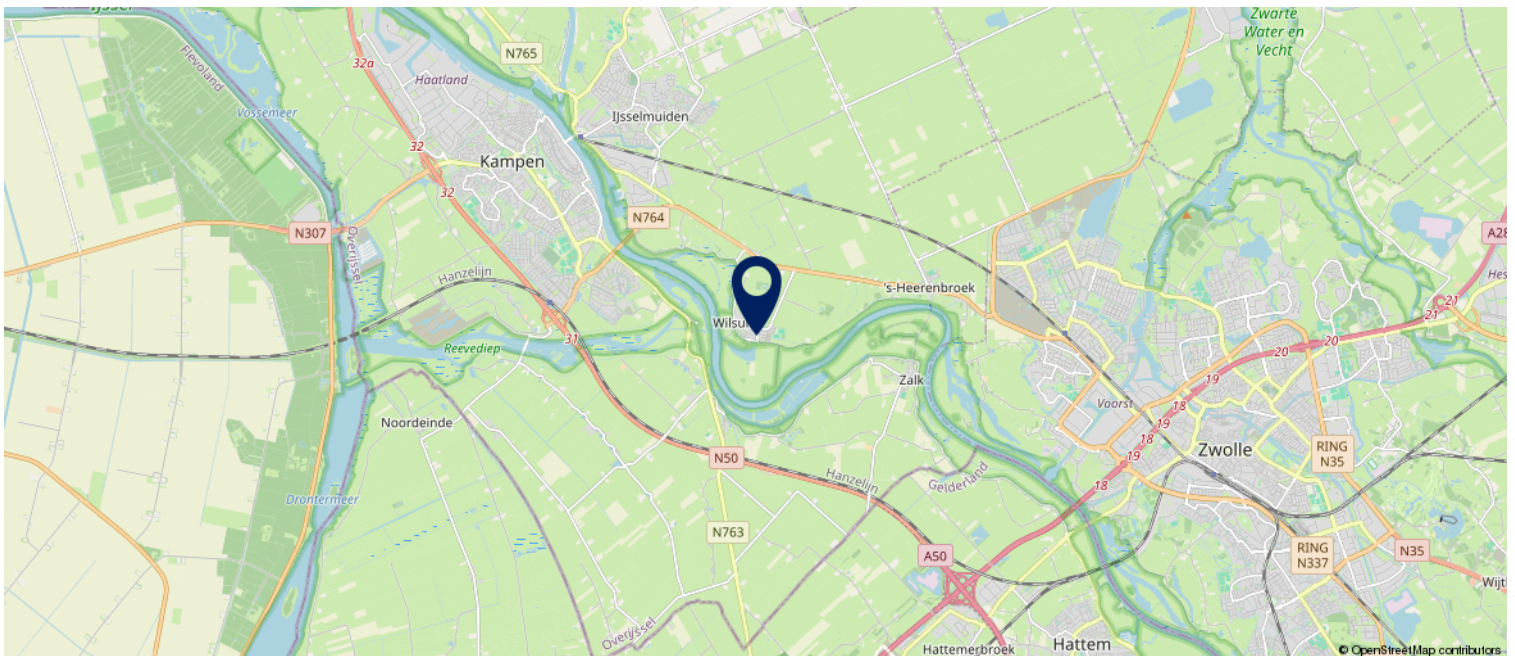 IJssel
Zwarte
Water en
Vecht
N765
32a
Flevoland
Haatland
Vossemeer
IJsselmuiden
32
Kampen
32
N764
N307
Overijssel
A28
Hanzelijn
's-Heerenbroek
21
21
Wilsu
31
20
20
Reevediep
Zalk
19
Voorst
18
19
Noordeinde
18
19
Zwolle
RING
N35
N50
Hanzelijn
Gelderland
18
Drontermeer
N763
A50
RING
N337
N35
Overijssel
Hattem
Hattemerbroek
© OpenStreetMap contributors